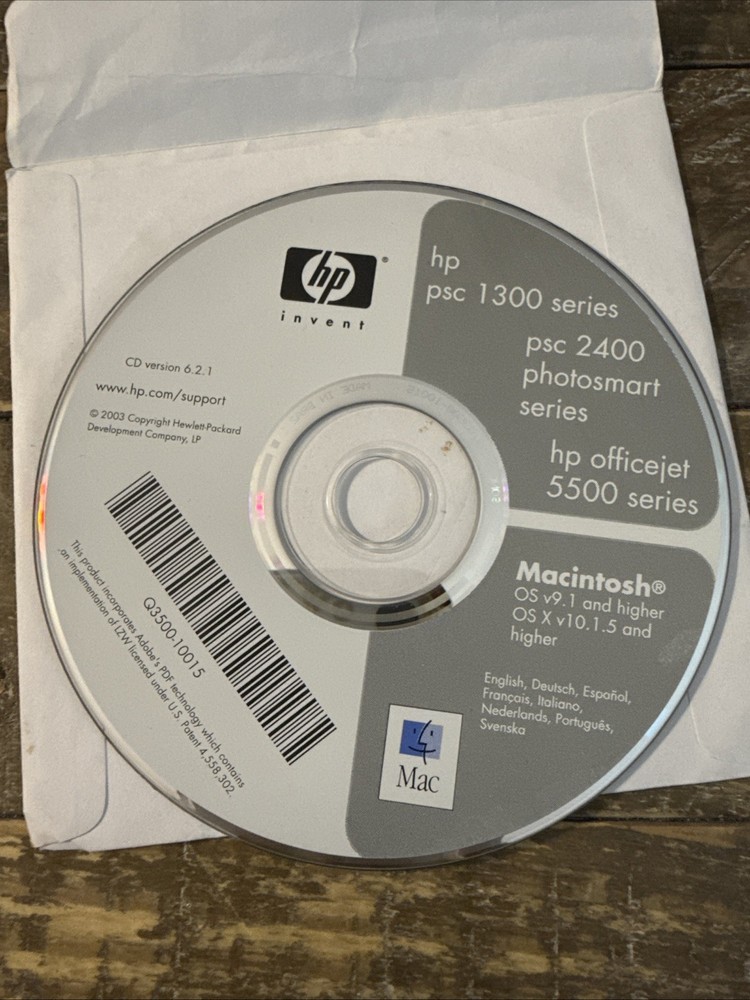 hp
invent
CD version 6.2.1
www.hp.com/support
© 2003 Copyright Hewlett-Packard
Development Company, LP
hp
psc 1300 series
psc 2400
photosmart
series
hp officejet
5500 series
Macintosh®
OS v9.1 and higher
OS X v10.1.5 and
higher
English, Deutsch, Español,
Français, Italiano,
Nederlands, Português,
Svenska
Mac
Q3500-10015
This product incorporates Adobe's PDF technology which contains
an implementation of LZW licensed under U.S. Patent 4,558,302.